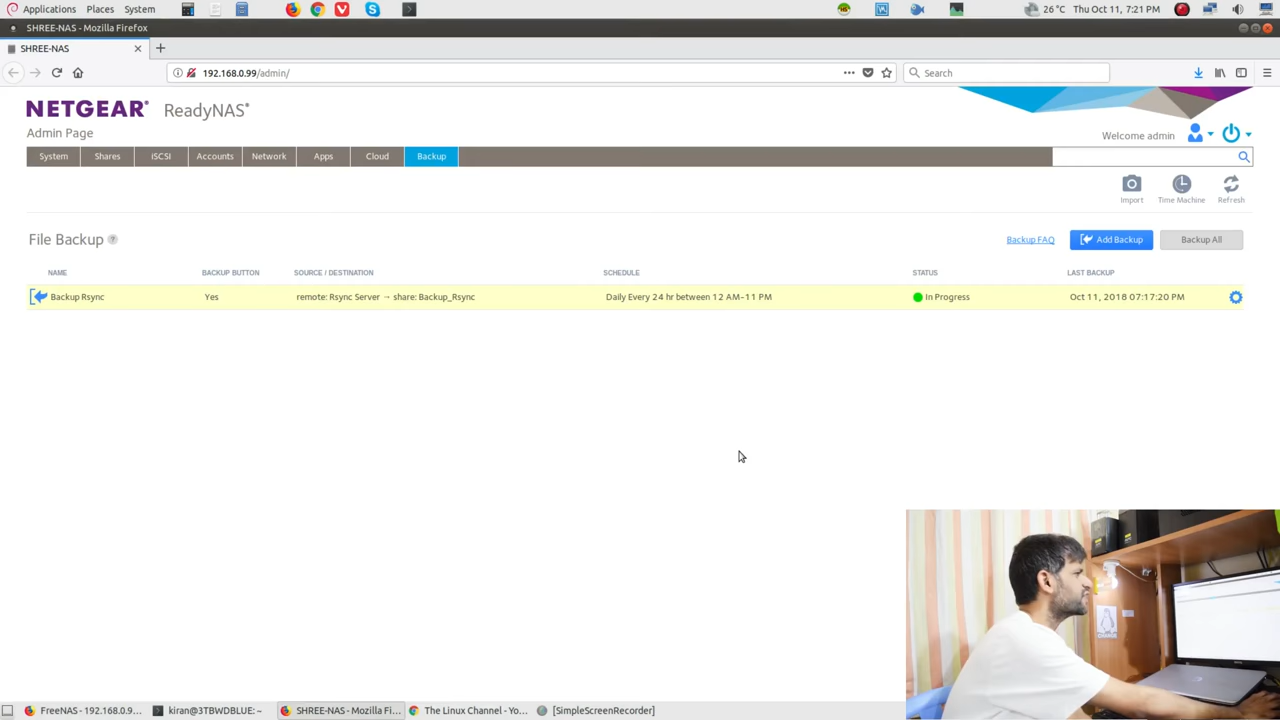 Applications Places System
26 °C Thu Oct 11, 7:21 PM
SHREE-NAS - Mozilla Firefox
SHREE-NAS
192.168.0.99/admin/
Search
NETGEAR® ReadyNAS®
Admin Page
Welcome admin
System Shares iSCSI Accounts Network Apps Cloud Backup
Import Time Machine Refresh
File Backup ?
Backup FAQ Add Backup Backup All
NAME BACKUP BUTTON SOURCE / DESTINATION SCHEDULE STATUS LAST BACKUP
Backup Rsync Yes remote: Rsync Server → share: Backup_Rsync Daily Every 24 hr between 12 AM-11 PM In Progress Oct 11, 2018 07:17:20 PM
FreeNAS - 192.168.0.9... kiran@3TBWDBLUE: ~ SHREE-NAS - Mozilla Fi... The Linux Channel - Yo... [SimpleScreenRecorder]